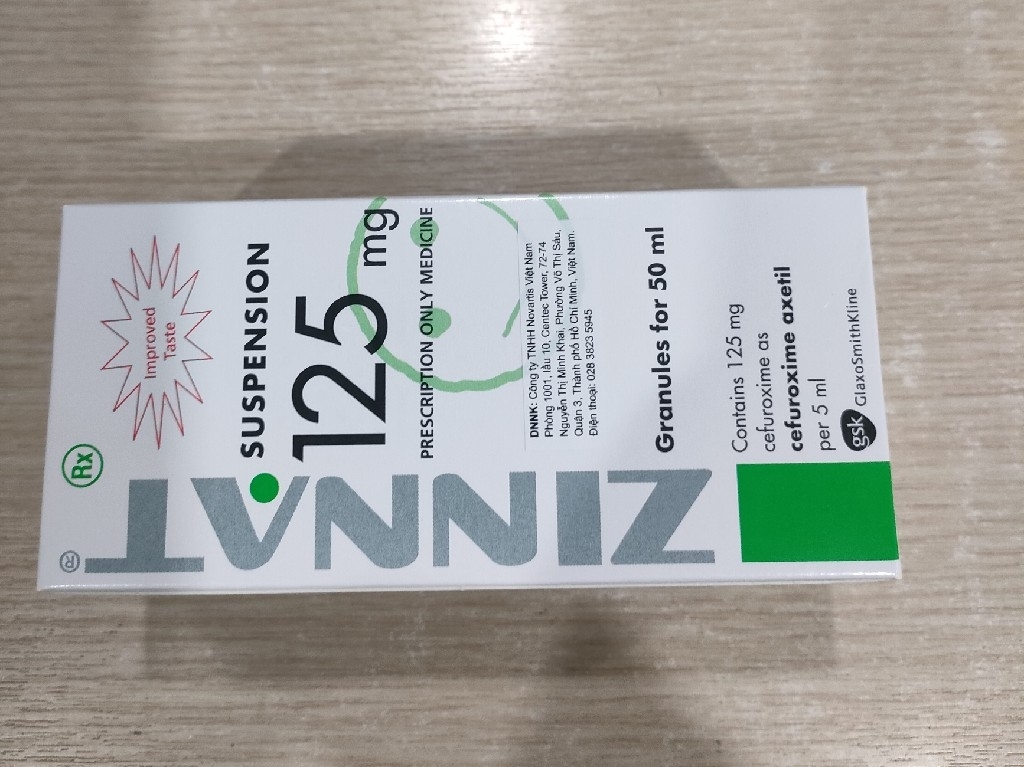 ZINNAT®
Rx
Improved
Taste
SUSPENSION
125 mg
PRESCRIPTION ONLY MEDICINE
DNNK: Công ty TNHH Novartis Việt Nam
Phòng 1001, lầu 10, Centec Tower, 72-74
Nguyễn Thị Minh Khai, Phường Võ Thị Sáu,
Quận 3, Thành phố Hồ Chí Minh, Việt Nam.
Điện thoại: 028 3823 5945
Granules for 50 ml
Contains 125 mg
cefuroxime as
cefuroxime axetil
per 5 ml
gsk GlaxoSmithKline